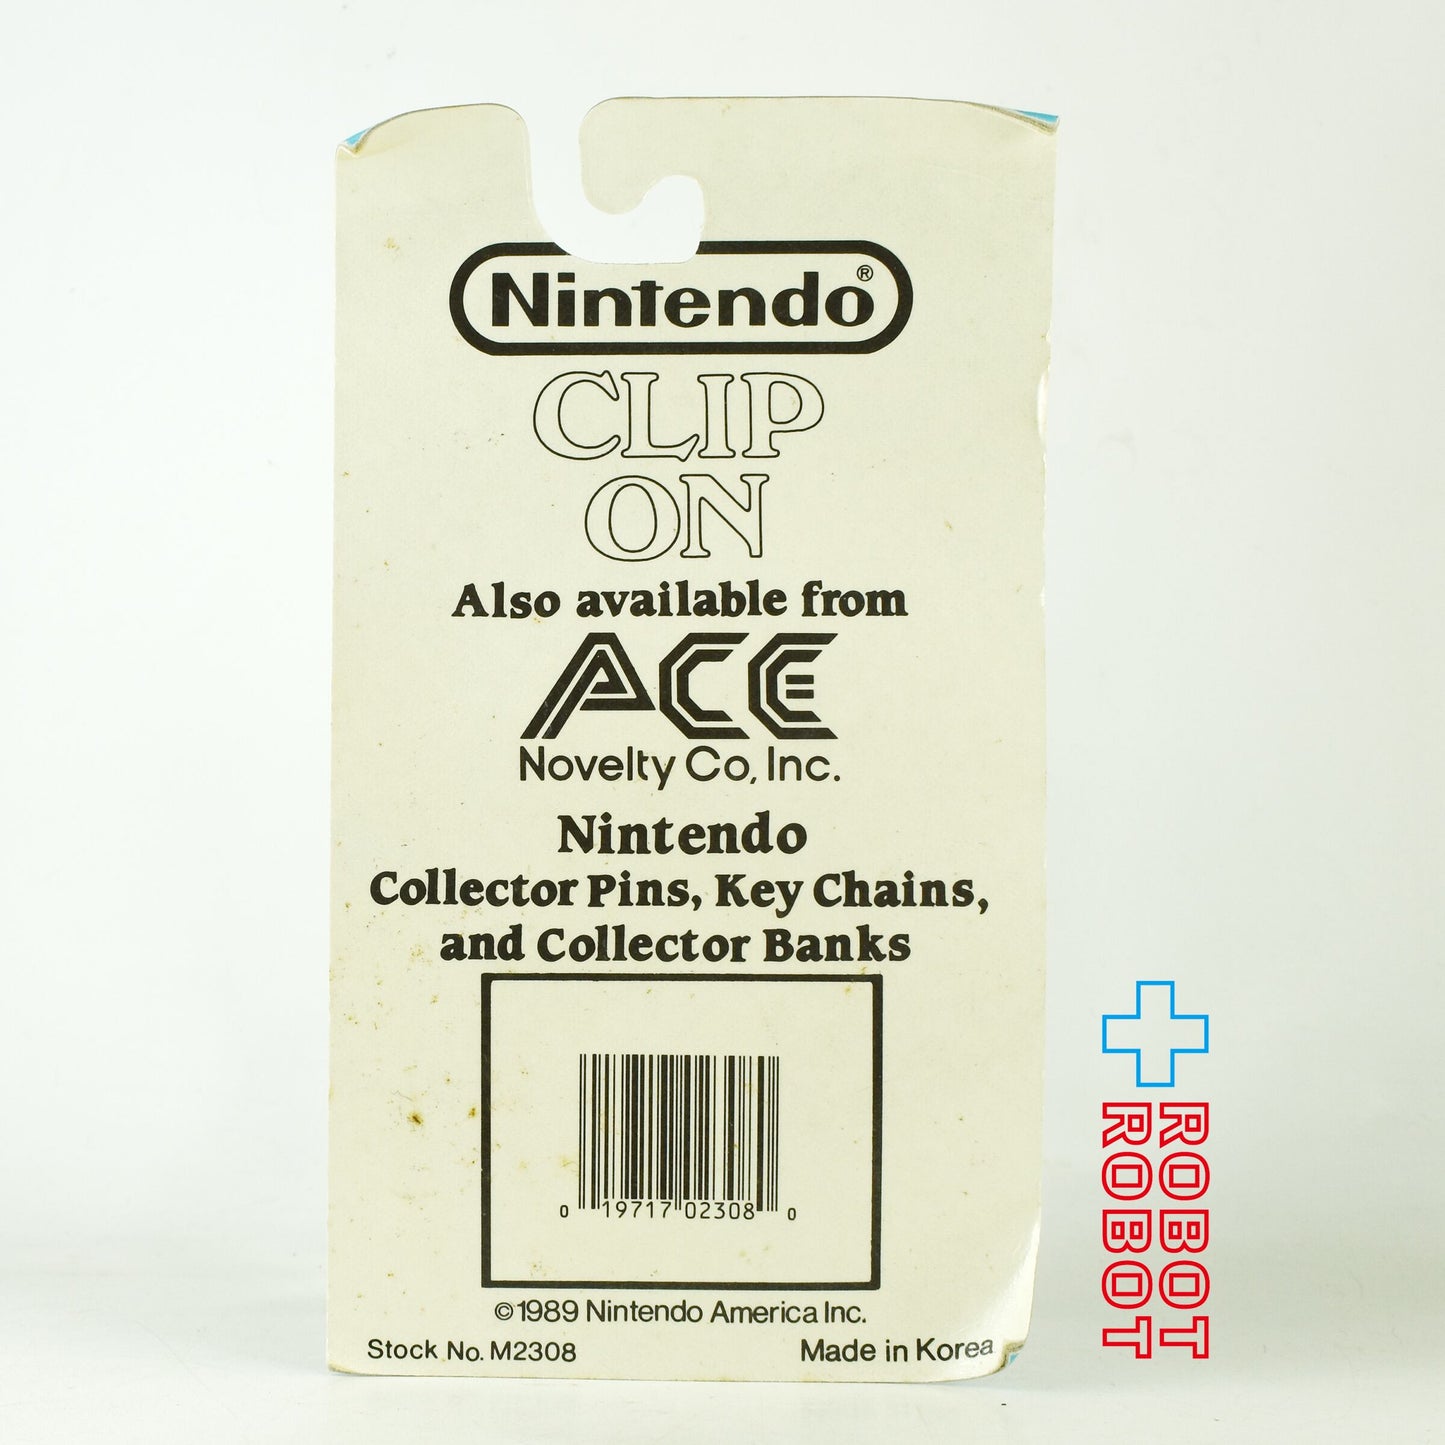 Nintendo®
CLIP
ON
Also available from
ACE
Novelty Co, Inc.
Nintendo
Collector Pins, Key Chains,
and Collector Banks
0 19717 02308 0
©1989 Nintendo America Inc.
Stock No. M2308
Made in Korea
ROBOT
ROBOT